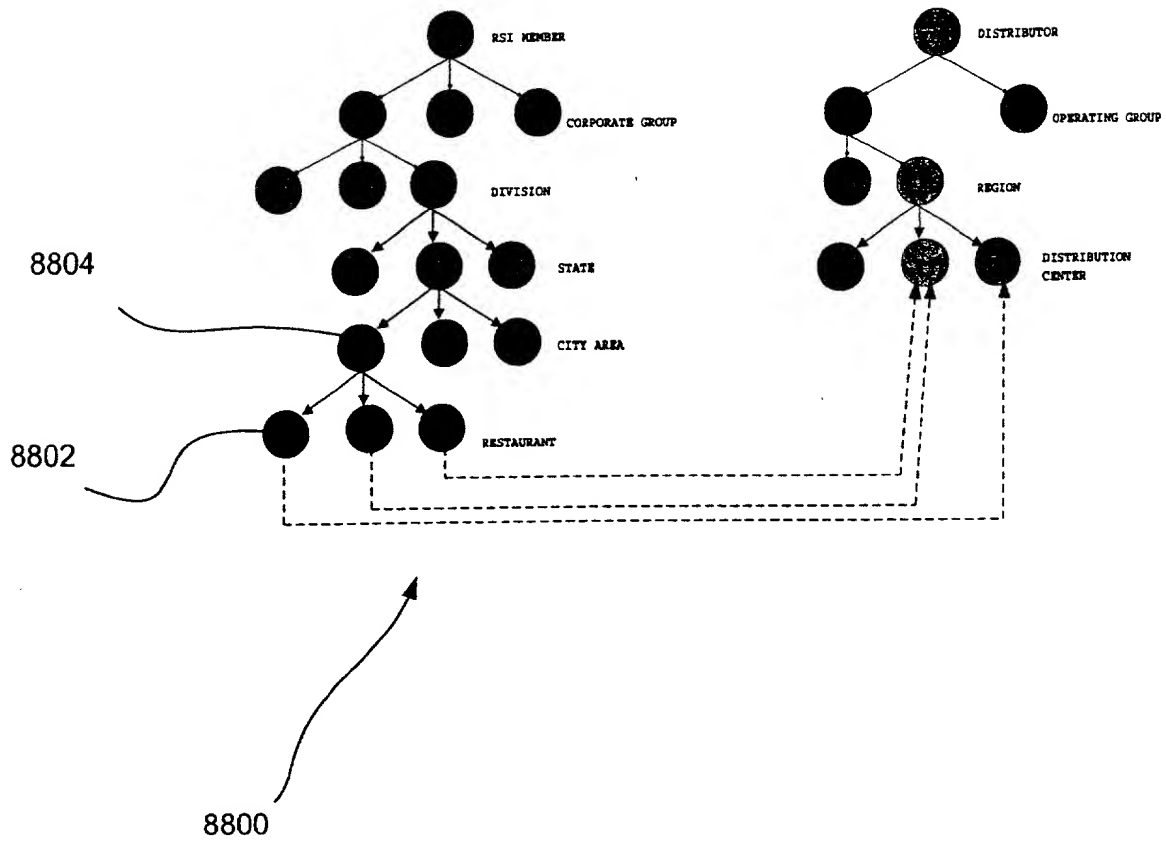 RSI MEMBER
DISTRIBUTOR
CORPORATE GROUP
OPERATING GROUP
DIVISION
REGION
8804
STATE
DISTRIBUTION
CENTER
CITY AREA
8802
RESTAURANT
8800